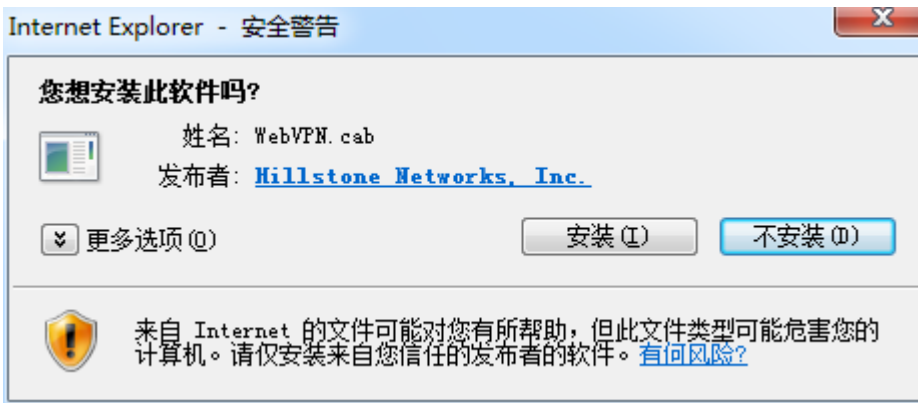 Internet Explorer - 安全警告
您想安装此软件吗?
姓名: WebVPN.cab
发布者: Hillstone Networks, Inc.
更多选项(O)
安装(I)
不安装(D)
来自 Internet 的文件可能对您有所帮助，但此文件类型可能危害您的
计算机。请仅安装来自您信任的发布者的软件。有何风险?